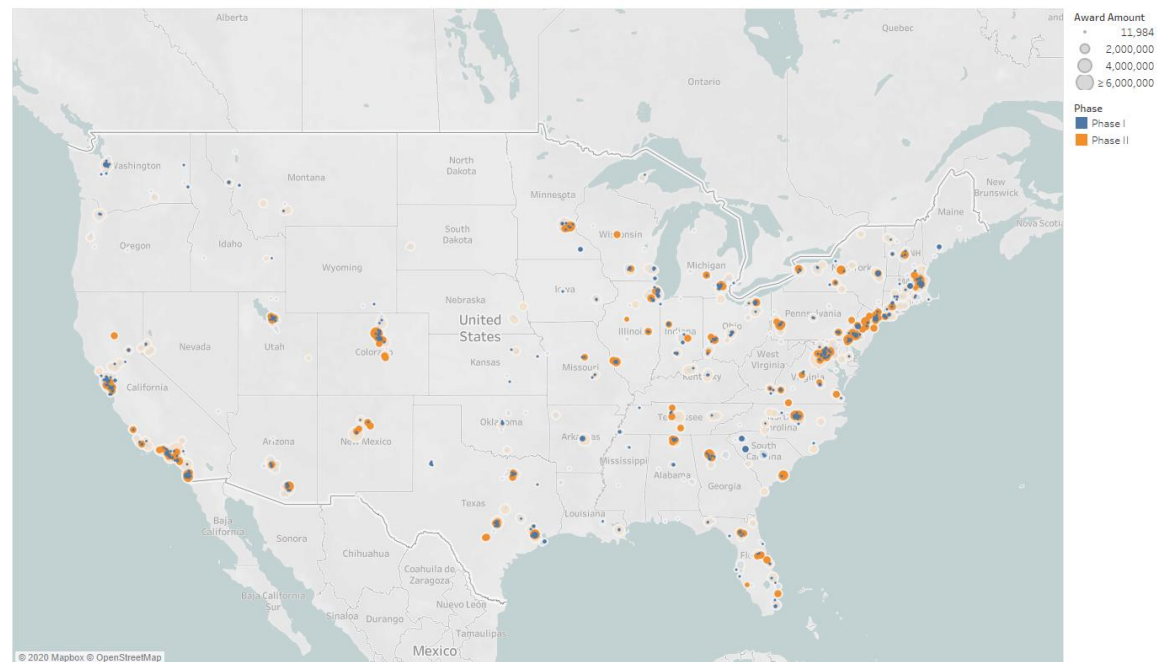 Alberta
Quebec
and
Ontario
Washington
Montana
North
Dakota
Minnesota
New
Brunswick
Maine
Nova Scotia
Oregon
Idaho
South
Dakota
Wisconsin
Michigan
NH
Wyoming
Iowa
Nebraska
United
States
Illinois
Indiana
Ohio
Pennsylvania
Nevada
Utah
Colorado
Kansas
Missouri
West
Virginia
Virginia
Kentucky
California
Arizona
New Mexico
Oklahoma
Arkansas
Tennessee
North
Carolina
Mississippi
South
Carolina
Alabama
Georgia
Texas
Louisiana
Baja
California
Sonora
Chihuahua
Coahuila de
Zaragoza
Baja California
Sur
Nuevo León
Sinaloa
Durango
Tamaulipas
Mexico
© 2020 Mapbox © OpenStreetMap
Award Amount
11,984
2,000,000
4,000,000
≥ 6,000,000
Phase
Phase I
Phase II